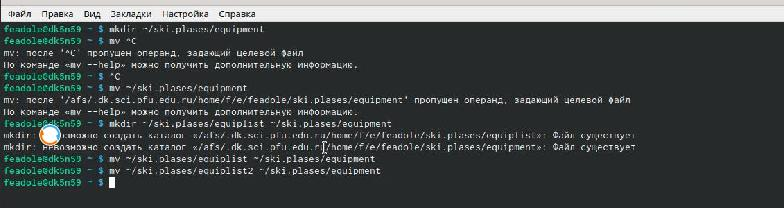 Файл Правка Вид Закладки Настройка Справка
feadole@dk5n59 ~ $ mkdir ~/ski.plases/equipment
feadole@dk5n59 ~ $ mv ^C
mv: после '^C' пропущен операнд, задающий целевой файл
По команде «mv --help» можно получить дополнительную информацию.
feadole@dk5n59 ~ $ ^C
feadole@dk5n59 ~ $ mv ~/ski.plases/equipment
mv: после '/afs/.dk.sci.pfu.edu.ru/home/f/e/feadole/ski.plases/equipment' пропущен операнд, задающий целевой файл
По команде «mv --help» можно получить дополнительную информацию.
feadole@dk5n59 ~ $ mkdir ~/ski.plases/equiplist ~/ski.plases/equipment
mkdir: создать каталог «/afs/.dk.sci.pfu.edu.ru/home/f/e/feadole/ski.plases/equiplist»: Файл существует
mkdir: невозможно создать каталог «/afs/.dk.sci.pfu.edu.ru/home/f/e/feadole/ski.plases/equipment»: Файл существует
feadole@dk5n59 ~ $ mv ~/ski.plases/equiplist ~/ski.plases/equipment
feadole@dk5n59 ~ $ mv ~/ski.plases/equiplist2 ~/ski.plases/equipment
feadole@dk5n59 ~ $